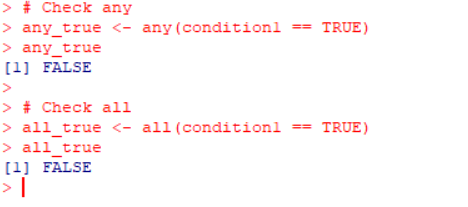 > # Check any
> any_true <- any(condition1 == TRUE)
> any_true
[1] FALSE
>
> # Check all
> all_true <- all(condition1 == TRUE)
> all_true
[1] FALSE
>